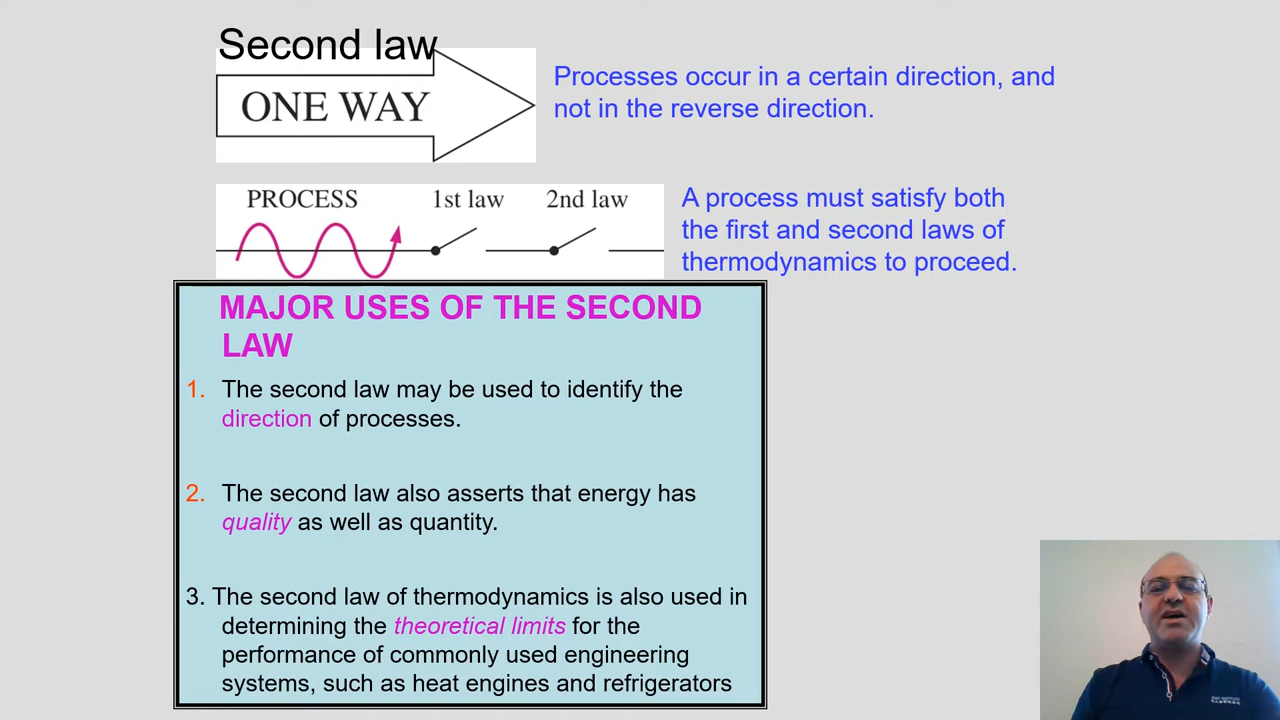 Second law
ONE WAY
Processes occur in a certain direction, and
not in the reverse direction.
PROCESS
1st law
2nd law
A process must satisfy both
the first and second laws of
thermodynamics to proceed.
MAJOR USES OF THE SECOND
LAW
1. The second law may be used to identify the
direction of processes.
2. The second law also asserts that energy has
quality as well as quantity.
3. The second law of thermodynamics is also used in
determining the theoretical limits for the
performance of commonly used engineering
systems, such as heat engines and refrigerators